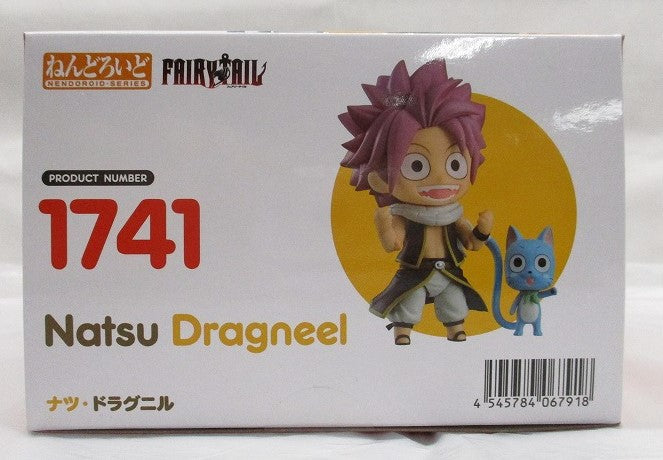 ねんどろいど
NENDOROID·SERIES
FAIRY TAIL
PRODUCT NUMBER
1741
Natsu Dragneel
ナツ・ドラグニル
4 545784 067918